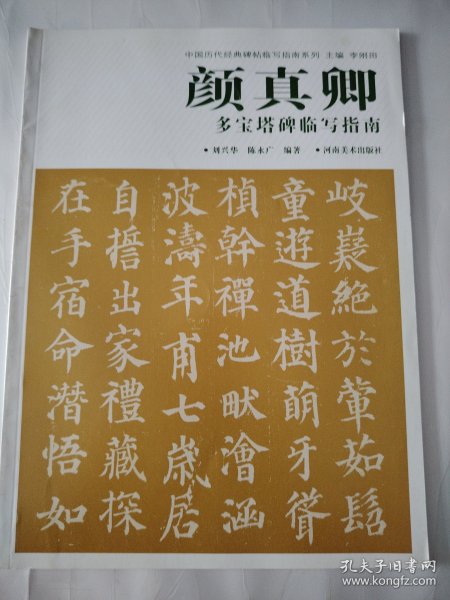 中国历代经典碑帖临写指南系列 主编 李刚田
颜真卿
多宝塔碑临写指南
•刘兴华 陈永广 编著 •河南美术出版社
岐嶷絶於葷茹髫
童遊道樹萌牙聳
楨幹禪池畎澮涵
波濤年甫七歲居
自誓出家禮藏探
在手宿命潛悟如
孔夫子旧书网
www.kongfz.com